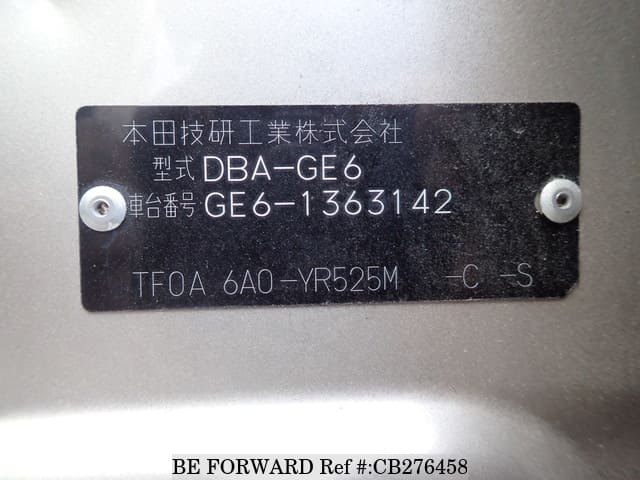 本田技研工業株式会社
型式 DBA-GE6
車台番号 GE6-1363142
TF0A 6A0-YR525M -C -S
BE FORWARD Ref #:CB276458